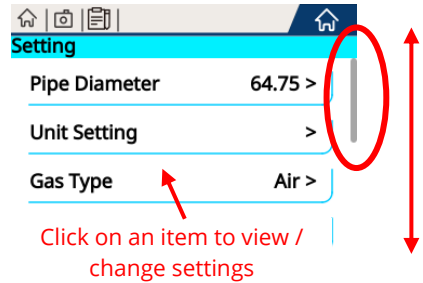 Setting
Pipe Diameter 64.75 >
Unit Setting >
Gas Type Air >
Click on an item to view /
change settings